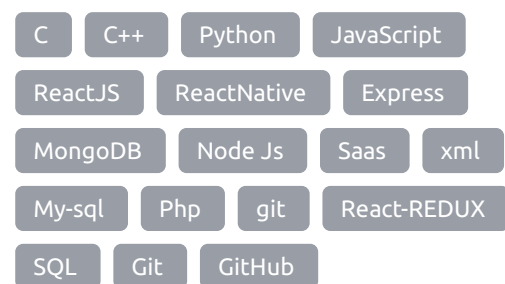 C C++ Python JavaScript
ReactJS ReactNative Express
MongoDB Node Js Saas xml
My-sql Php git React-REDUX
SQL Git GitHub